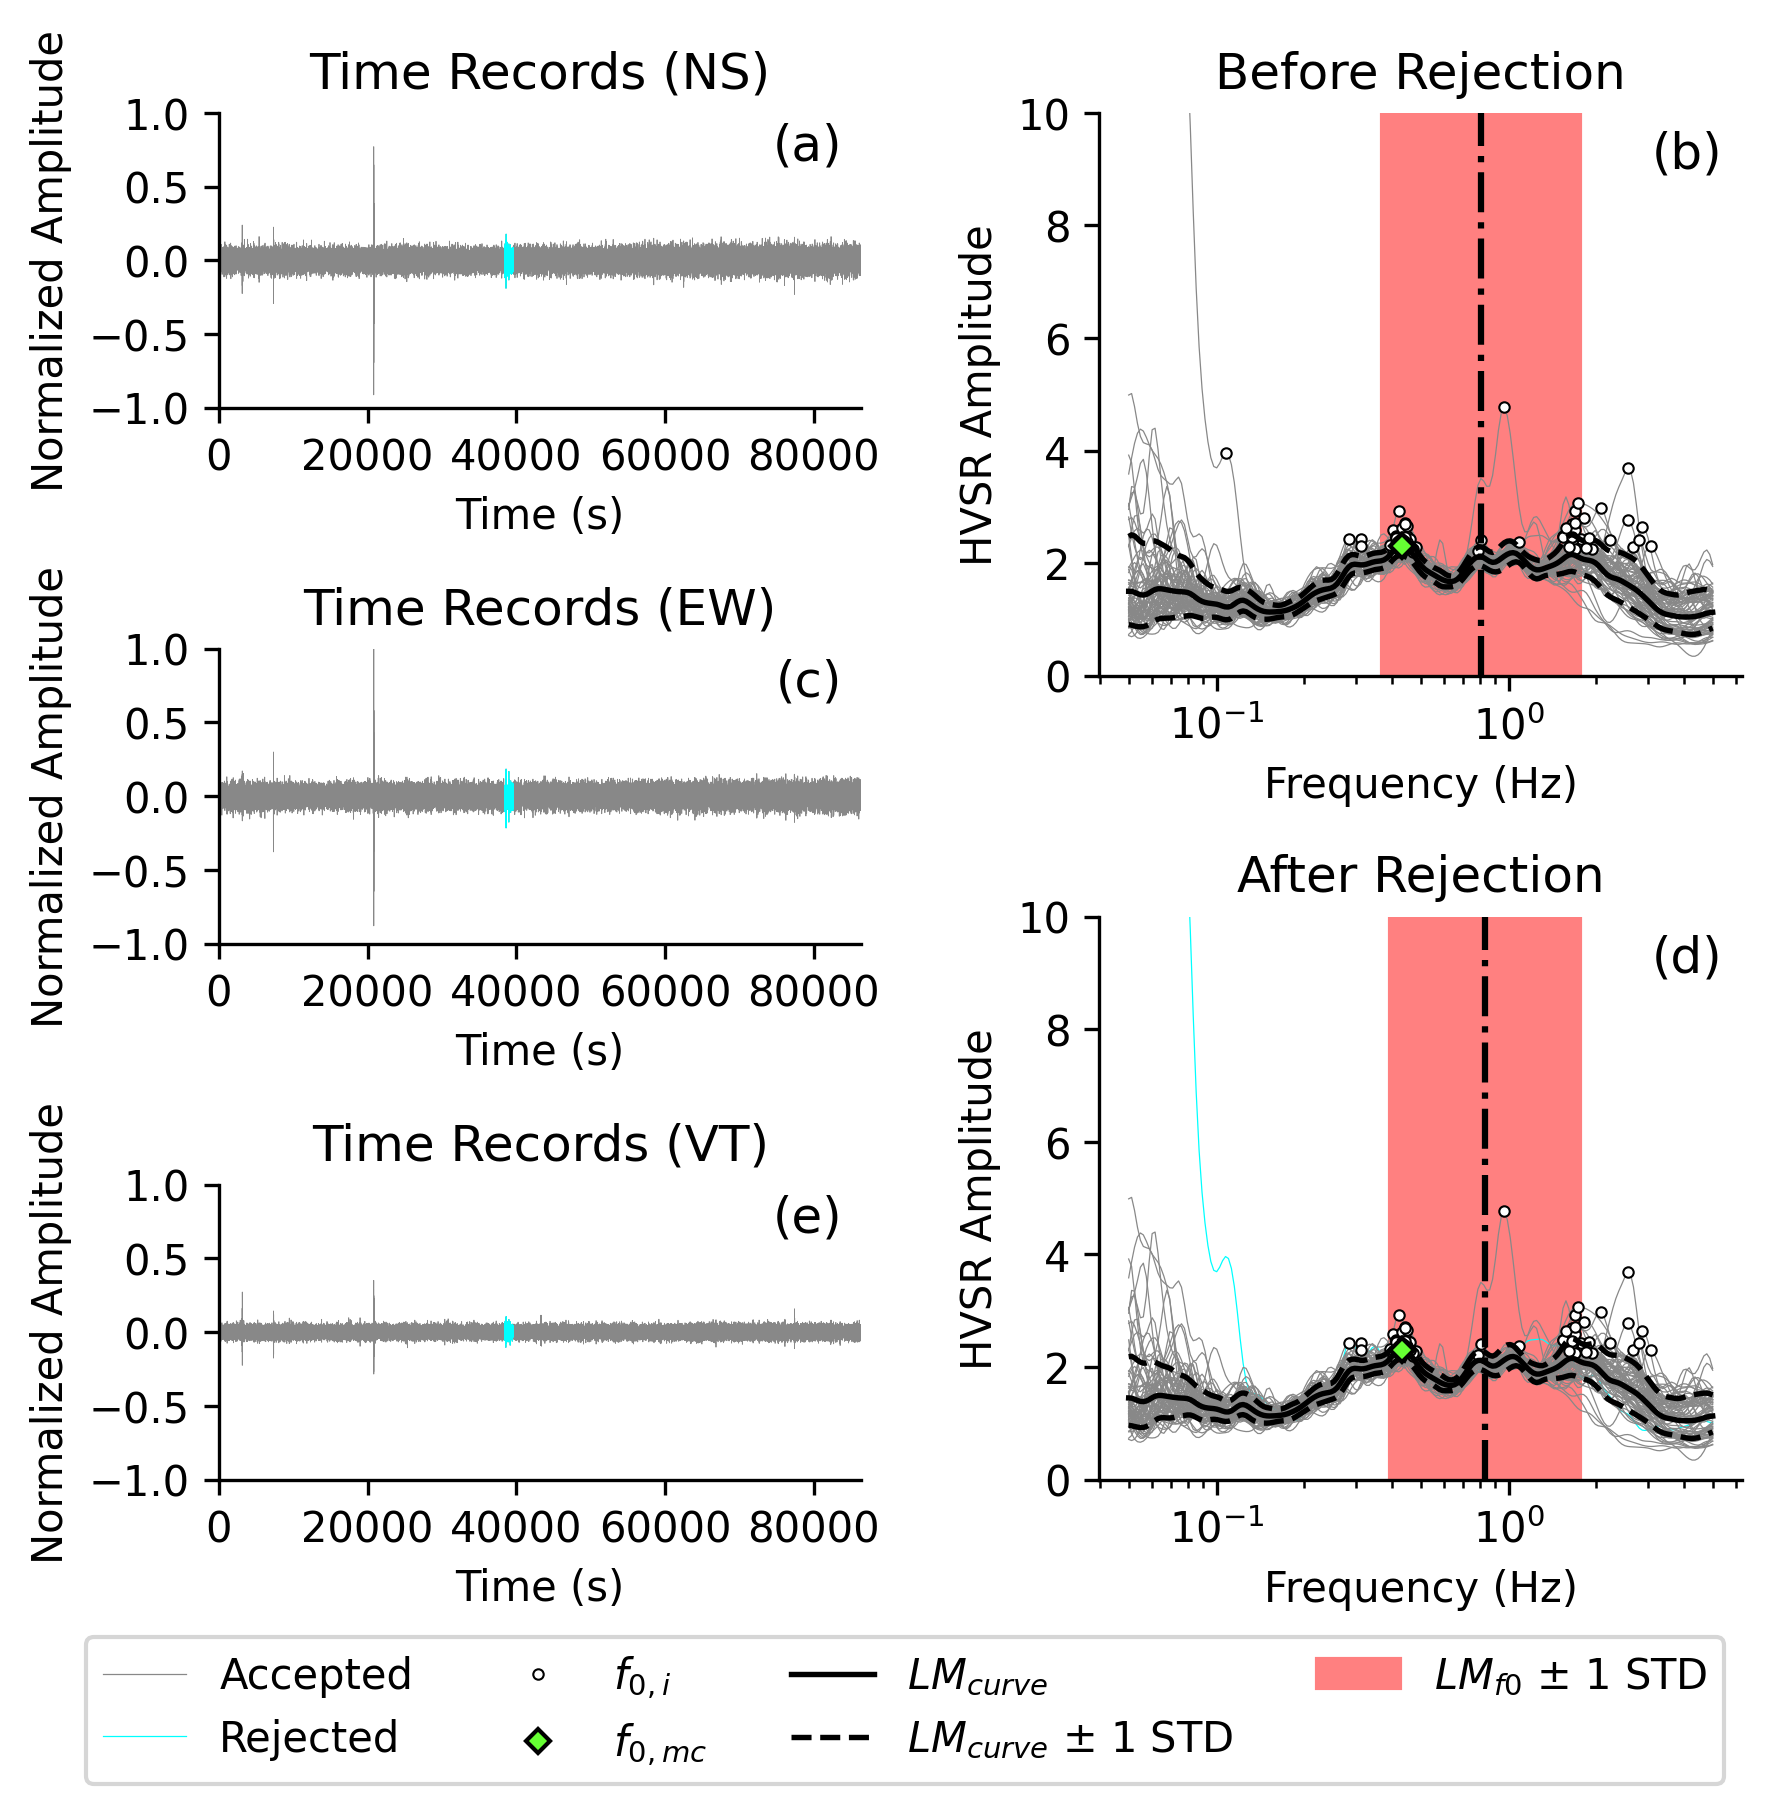 Time Records (NS)
Normalized Amplitude
1.0
0.5
0.0
−0.5
−1.0
(a)
0 20000 40000 60000 80000
Time (s)
Before Rejection
HVSR Amplitude
10
8
6
4
2
0
(b)
10⁻¹ 10⁰
Frequency (Hz)
Time Records (EW)
Normalized Amplitude
1.0
0.5
0.0
−0.5
−1.0
(c)
0 20000 40000 60000 80000
Time (s)
After Rejection
HVSR Amplitude
10
8
6
4
2
0
(d)
10⁻¹ 10⁰
Frequency (Hz)
Time Records (VT)
Normalized Amplitude
1.0
0.5
0.0
−0.5
−1.0
(e)
0 20000 40000 60000 80000
Time (s)
Accepted f0,i LMcurve LMf0 ± 1 STD
Rejected f0,mc LMcurve ± 1 STD